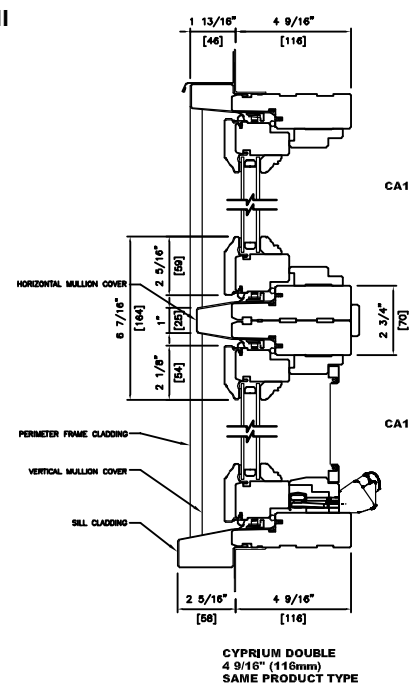 ll
1 13/16"
[46]
4 9/16"
[116]
CA1
2 5/16"
[59]
HORIZONTAL MULLION COVER
6 7/16"
[164]
1"
[25]
2 3/4"
[70]
2 1/8"
[54]
CA1
PERIMETER FRAME CLADDING
VERTICAL MULLION COVER
SILL CLADDING
2 5/16"
[58]
4 9/16"
[116]
CYPRIUM DOUBLE
4 9/16" (116mm)
SAME PRODUCT TYPE